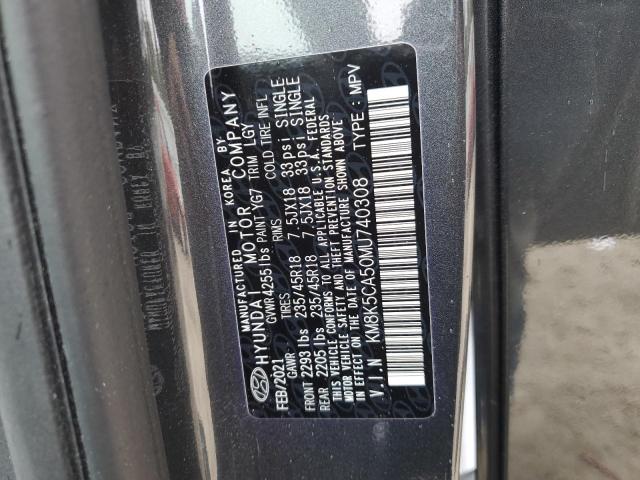 MANUFACTURED IN KOREA BY
HYUNDAI MOTOR COMPANY
FEB/2021 GVWR 4255 lbs PAINT YG7 TRIM LGY
GAWR TIRES RIMS COLD TIRE INFL
FRONT 2293 lbs 235/45R18 7.5JX18 33psi SINGLE
REAR 2205 lbs 235/45R18 7.5JX18 33psi SINGLE
THIS VEHICLE CONFORMS TO ALL APPLICABLE U.S.A. FEDERAL
MOTOR VEHICLE SAFETY AND THEFT PREVENTION STANDARDS
IN EFFECT ON THE DATE OF MANUFACTURE SHOWN ABOVE
V.I.N KM8K5CA50MU740308 TYPE : MPV